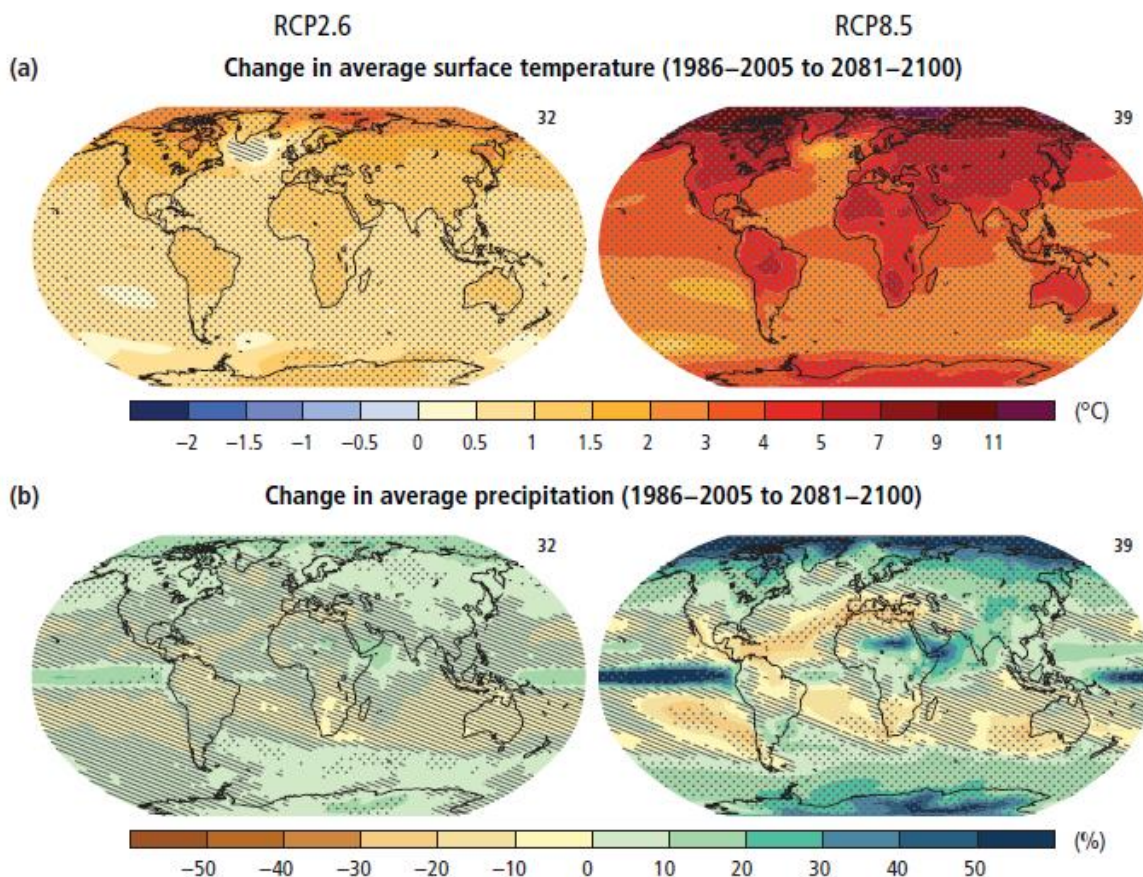 RCP2.6 RCP8.5
(a) Change in average surface temperature (1986–2005 to 2081–2100)
32 39
−2 −1.5 −1 −0.5 0 0.5 1 1.5 2 3 4 5 7 9 11 (°C)
(b) Change in average precipitation (1986–2005 to 2081–2100)
32 39
−50 −40 −30 −20 −10 0 10 20 30 40 50 (%)